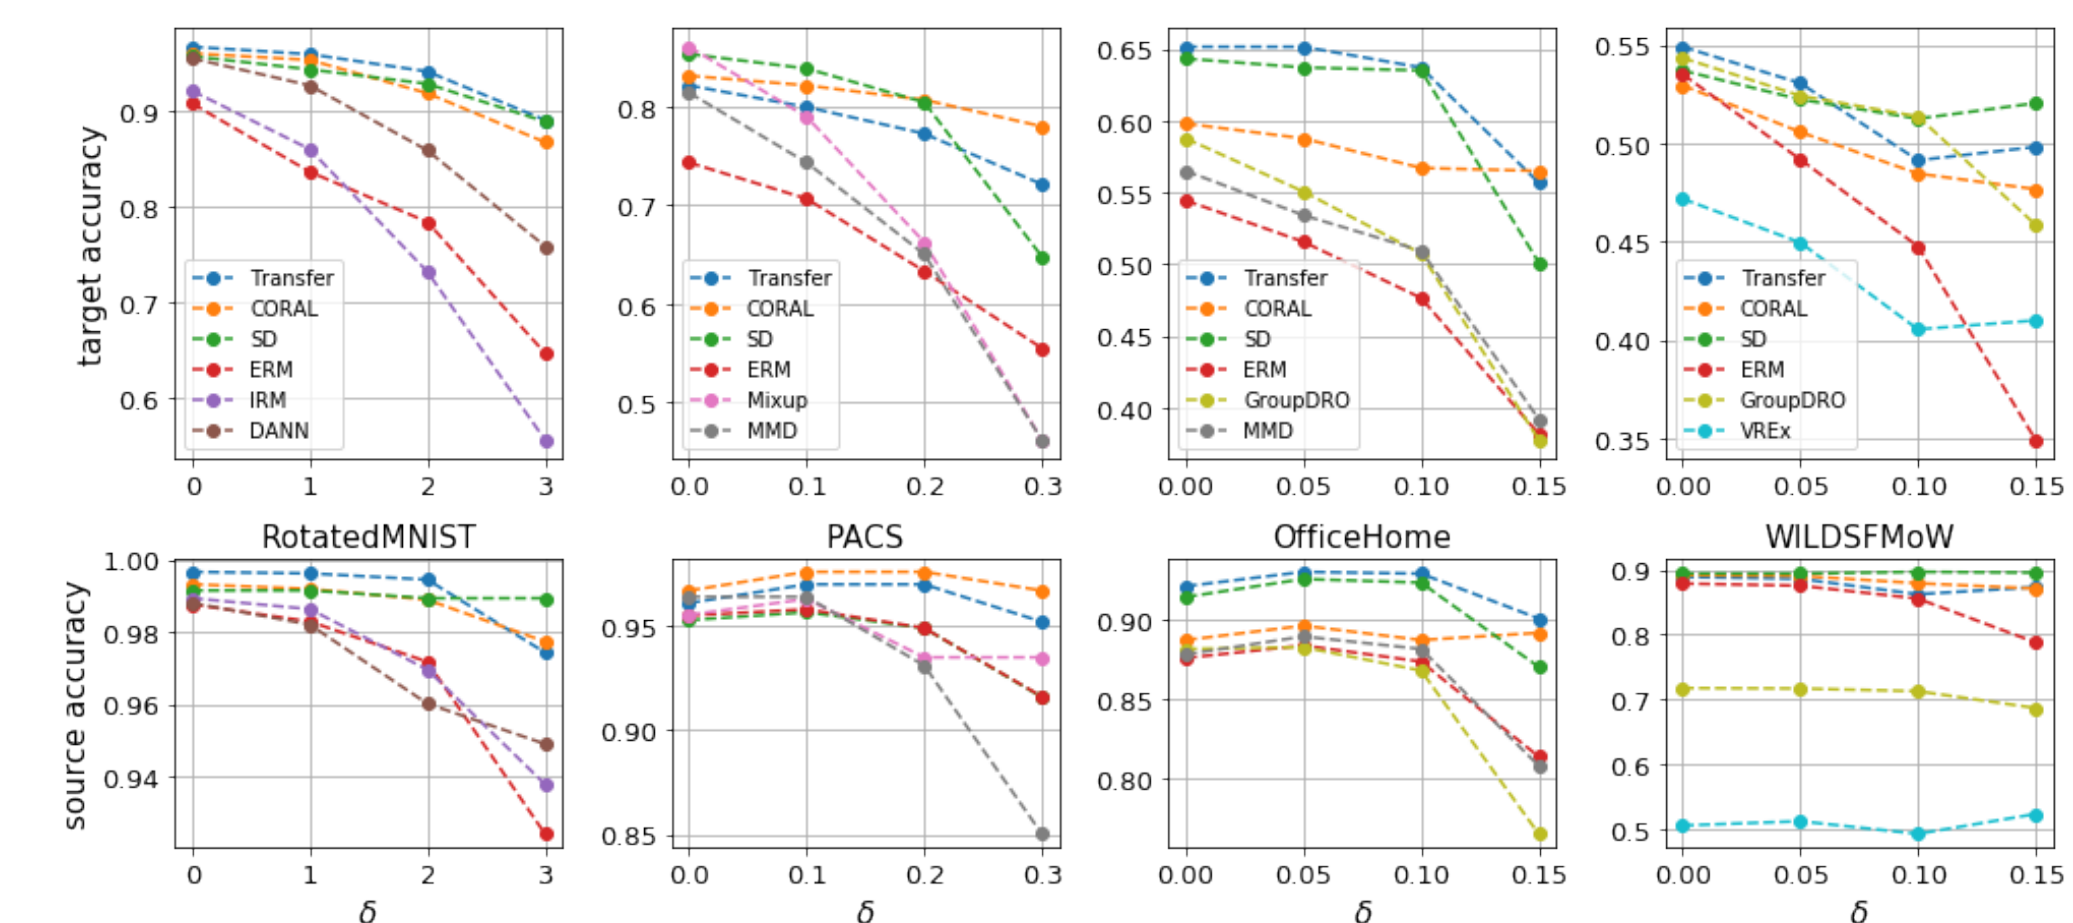 target accuracy
0.9
0.8
0.7
0.6
Transfer
CORAL
SD
ERM
IRM
DANN
0 1 2 3
0.8
0.7
0.6
0.5
Transfer
CORAL
SD
ERM
Mixup
MMD
0.0 0.1 0.2 0.3
0.65
0.60
0.55
0.50
0.45
0.40
Transfer
CORAL
SD
ERM
GroupDRO
MMD
0.00 0.05 0.10 0.15
0.55
0.50
0.45
0.40
0.35
Transfer
CORAL
SD
ERM
GroupDRO
VREx
0.00 0.05 0.10 0.15
RotatedMNIST
source accuracy
1.00
0.98
0.96
0.94
0 1 2 3
δ
PACS
0.95
0.90
0.85
0.0 0.1 0.2 0.3
δ
OfficeHome
0.90
0.85
0.80
0.00 0.05 0.10 0.15
δ
WILDSFMoW
0.9
0.8
0.7
0.6
0.5
0.00 0.05 0.10 0.15
δ